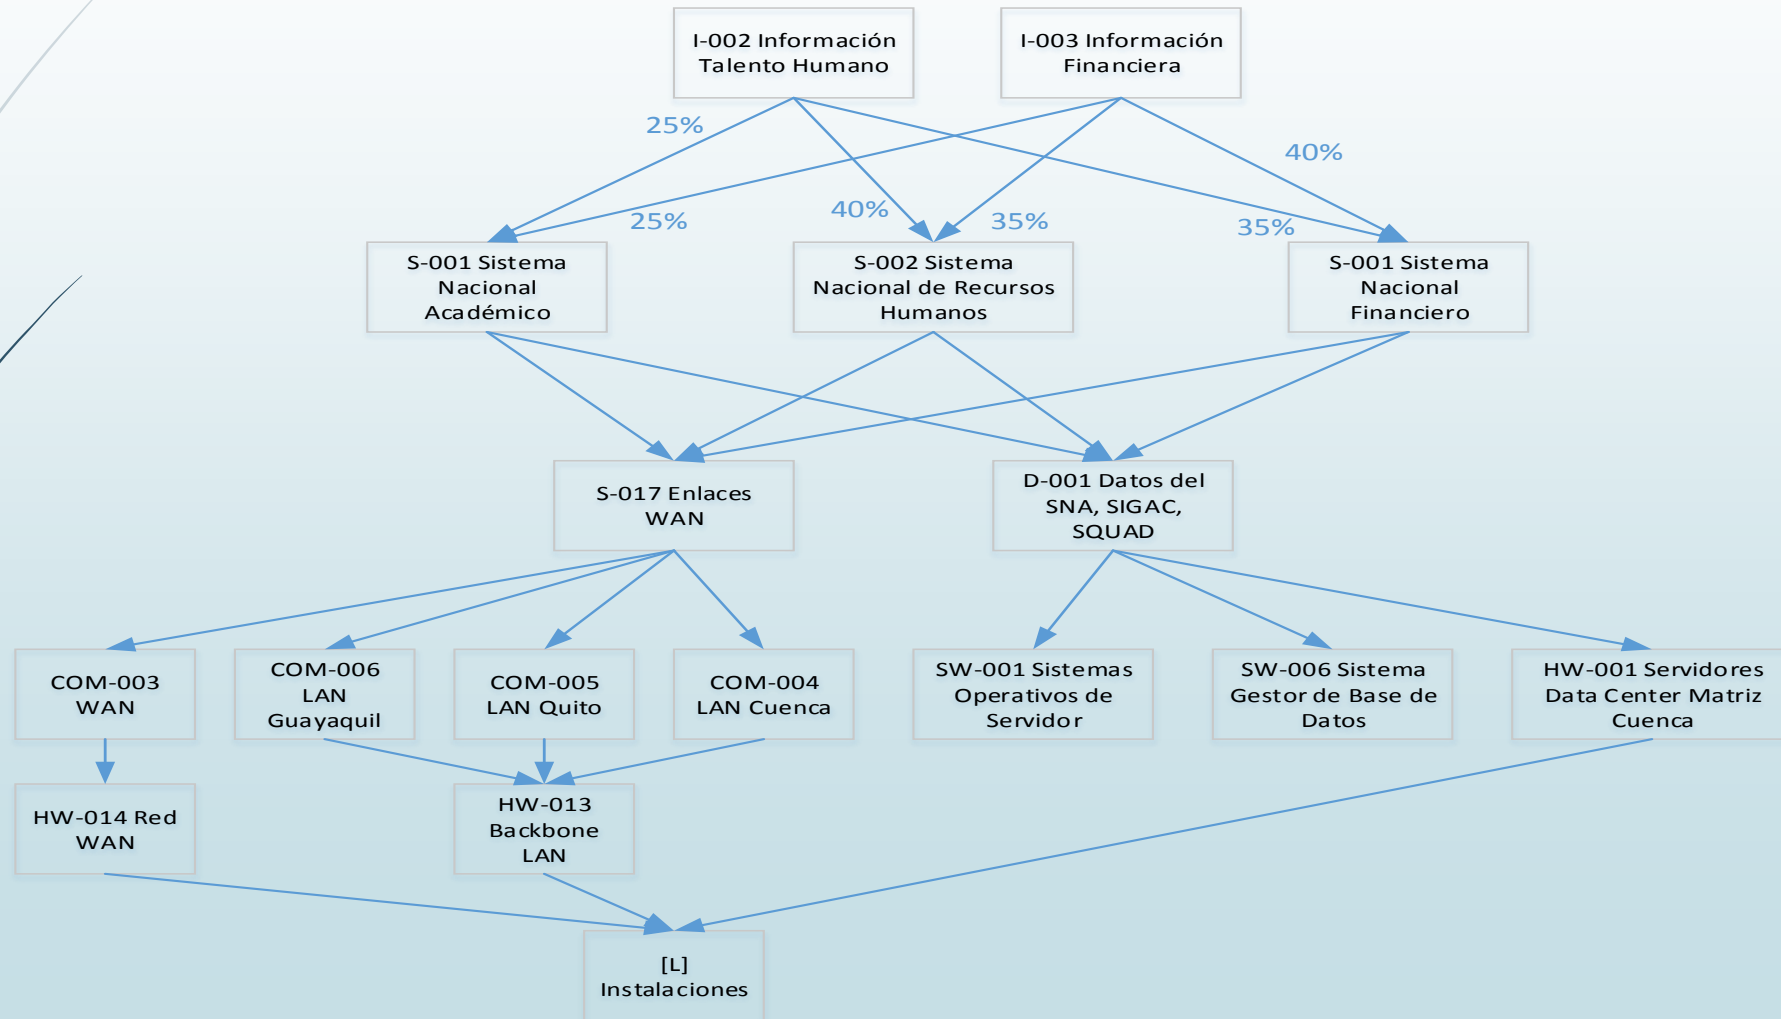 I-002 Información
Talento Humano
I-003 Información
Financiera
25%
40%
25%
40%
35%
35%
S-001 Sistema
Nacional
Académico
S-002 Sistema
Nacional de Recursos
Humanos
S-001 Sistema
Nacional
Financiero
S-017 Enlaces
WAN
D-001 Datos del
SNA, SIGAC,
SQUAD
COM-003
WAN
COM-006
LAN
Guayaquil
COM-005
LAN Quito
COM-004
LAN Cuenca
SW-001 Sistemas
Operativos de
Servidor
SW-006 Sistema
Gestor de Base de
Datos
HW-001 Servidores
Data Center Matriz
Cuenca
HW-014 Red
WAN
HW-013
Backbone
LAN
[L]
Instalaciones